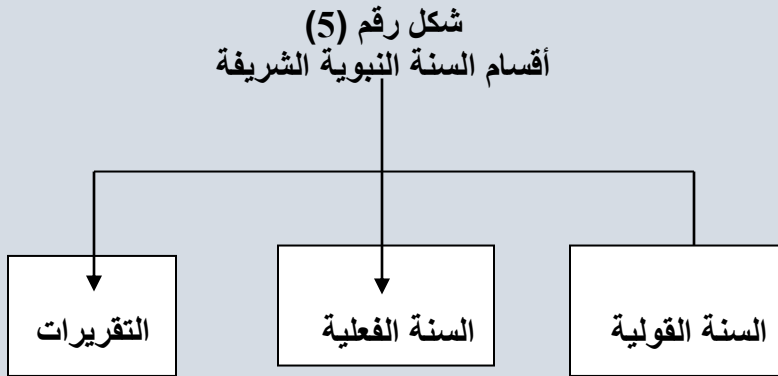 شكل رقم (5)
أقسام السنة النبوية الشريفة
السنة القولية
السنة الفعلية
التقريرات